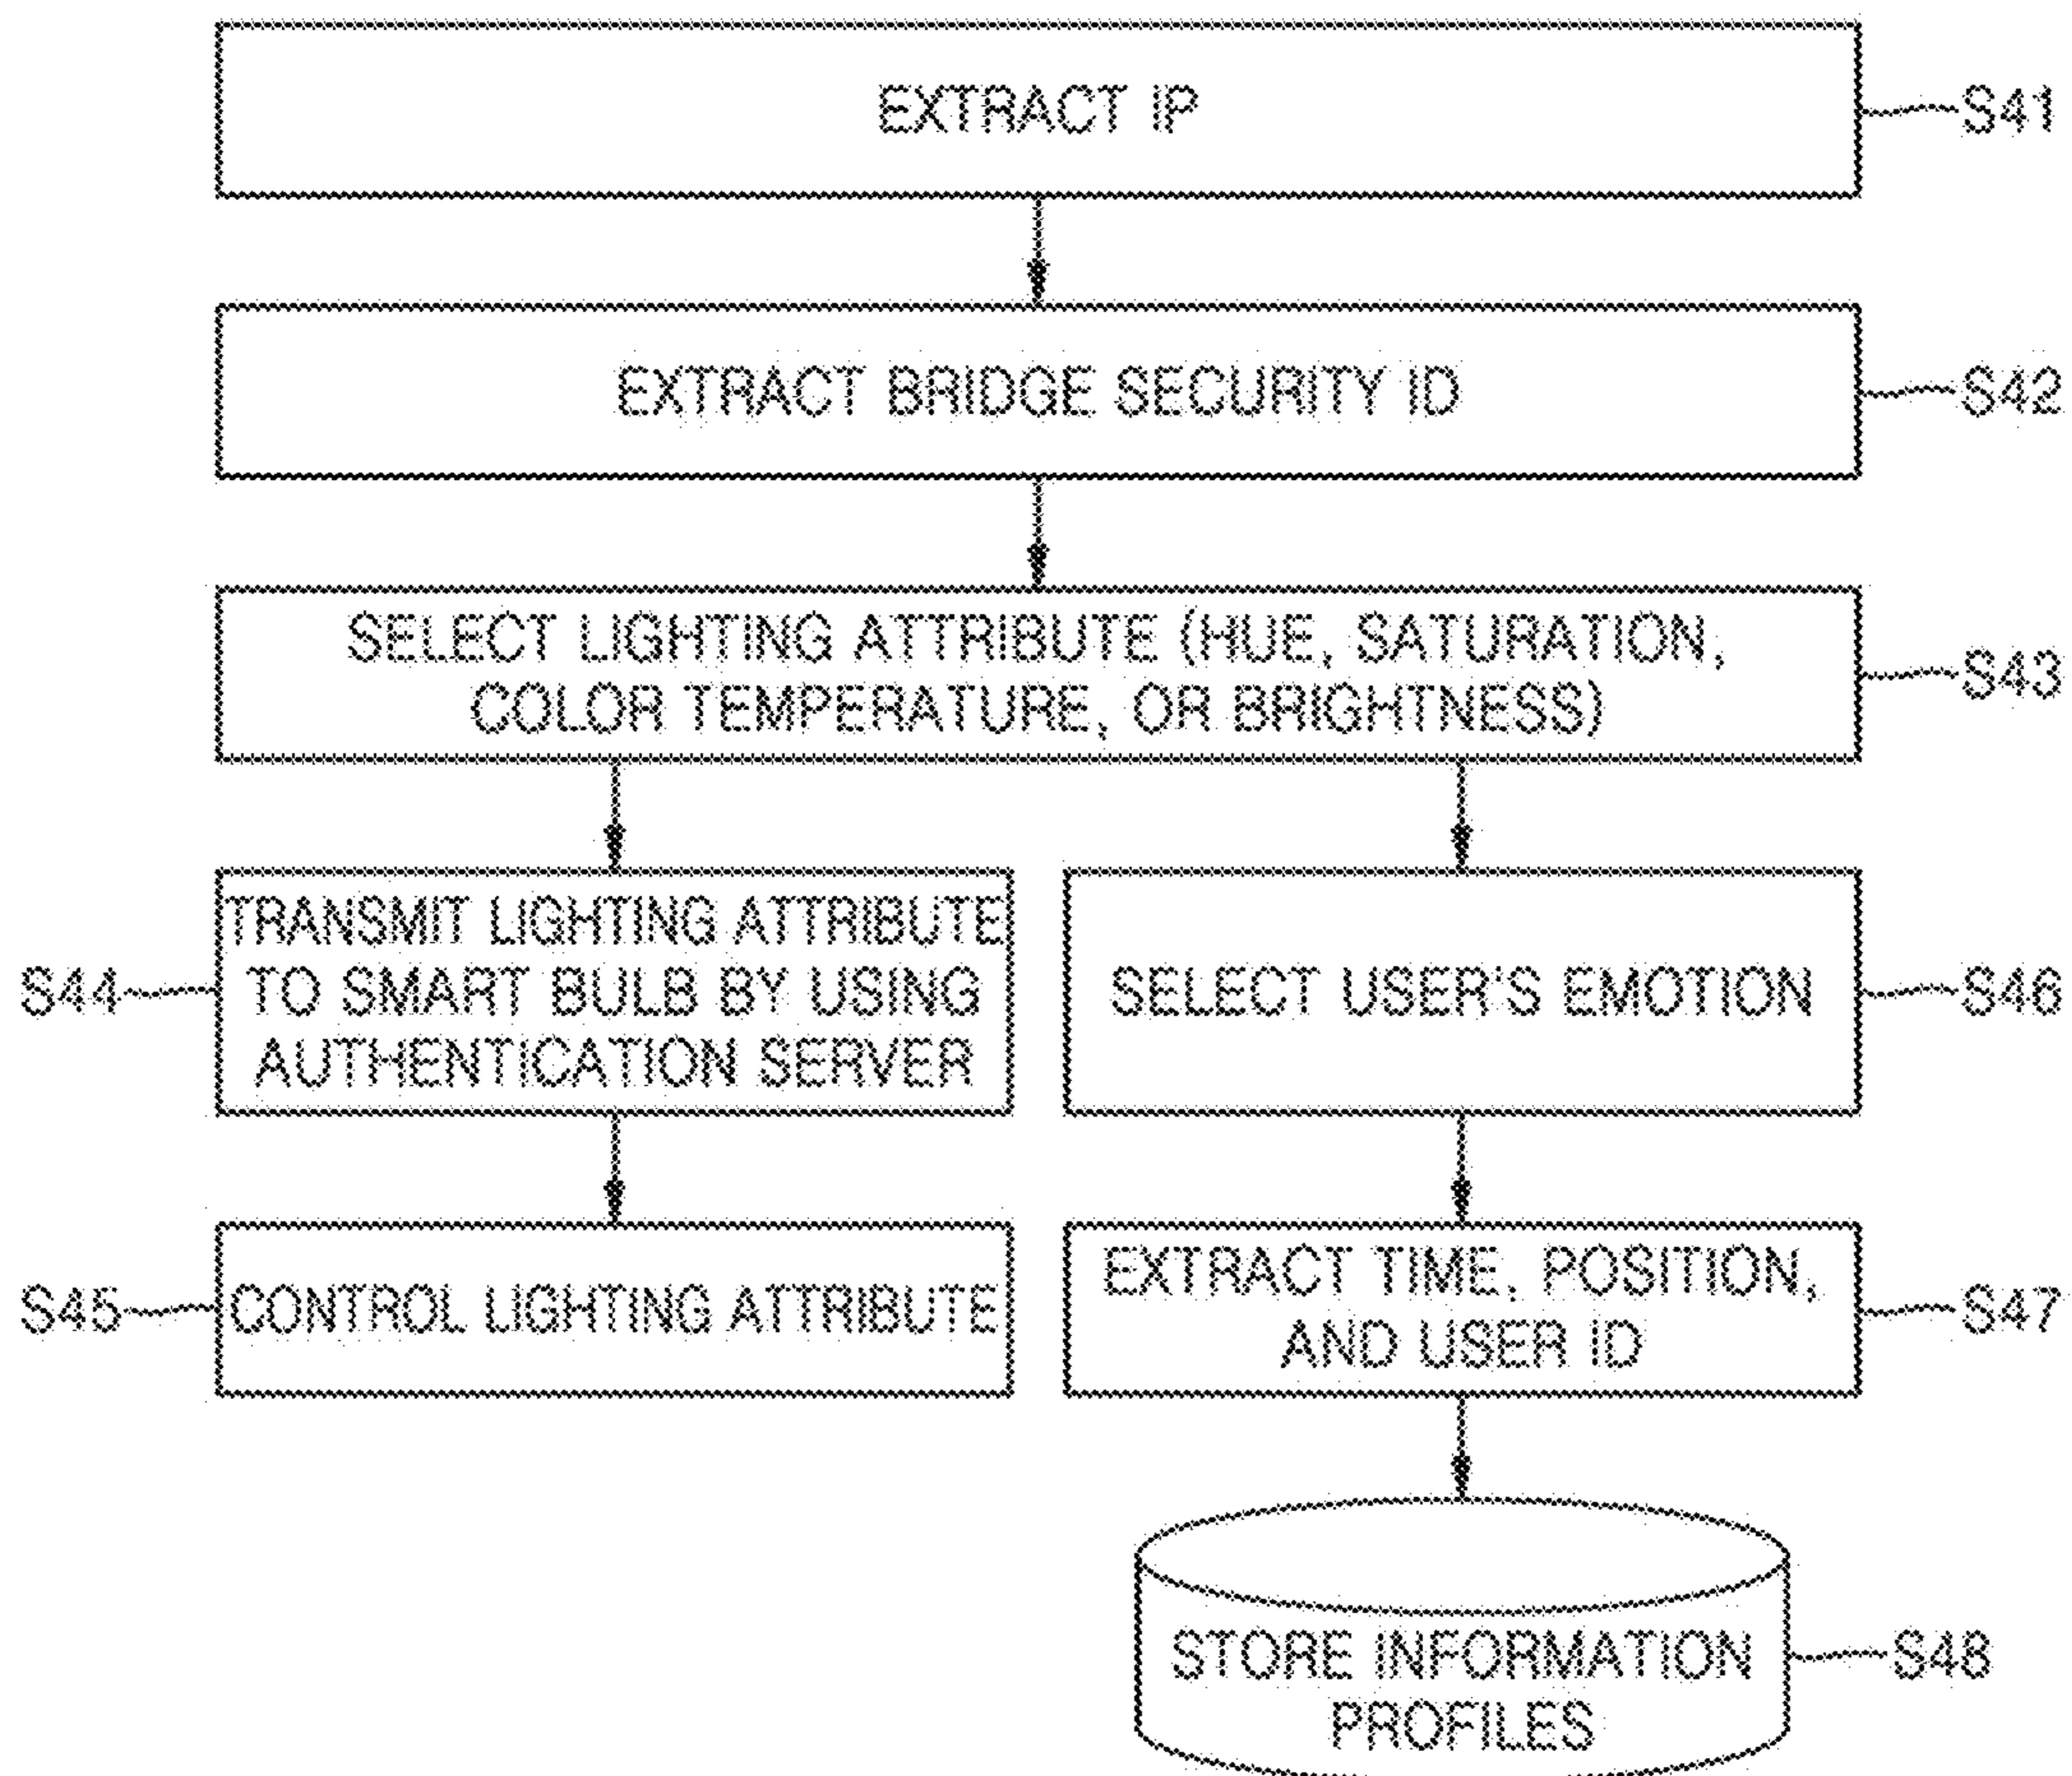 EXTRACT IP
S41
EXTRACT BRIDGE SECURITY ID
S42
SELECT LIGHTING ATTRIBUTE (HUE, SATURATION,
COLOR TEMPERATURE, OR BRIGHTNESS)
S43
S44
TRANSMIT LIGHTING ATTRIBUTE
TO SMART BULB BY USING
AUTHENTICATION SERVER
SELECT USER'S EMOTION
S46
S45
CONTROL LIGHTING ATTRIBUTE
EXTRACT TIME, POSITION,
AND USER ID
S47
STORE INFORMATION
PROFILES
S48